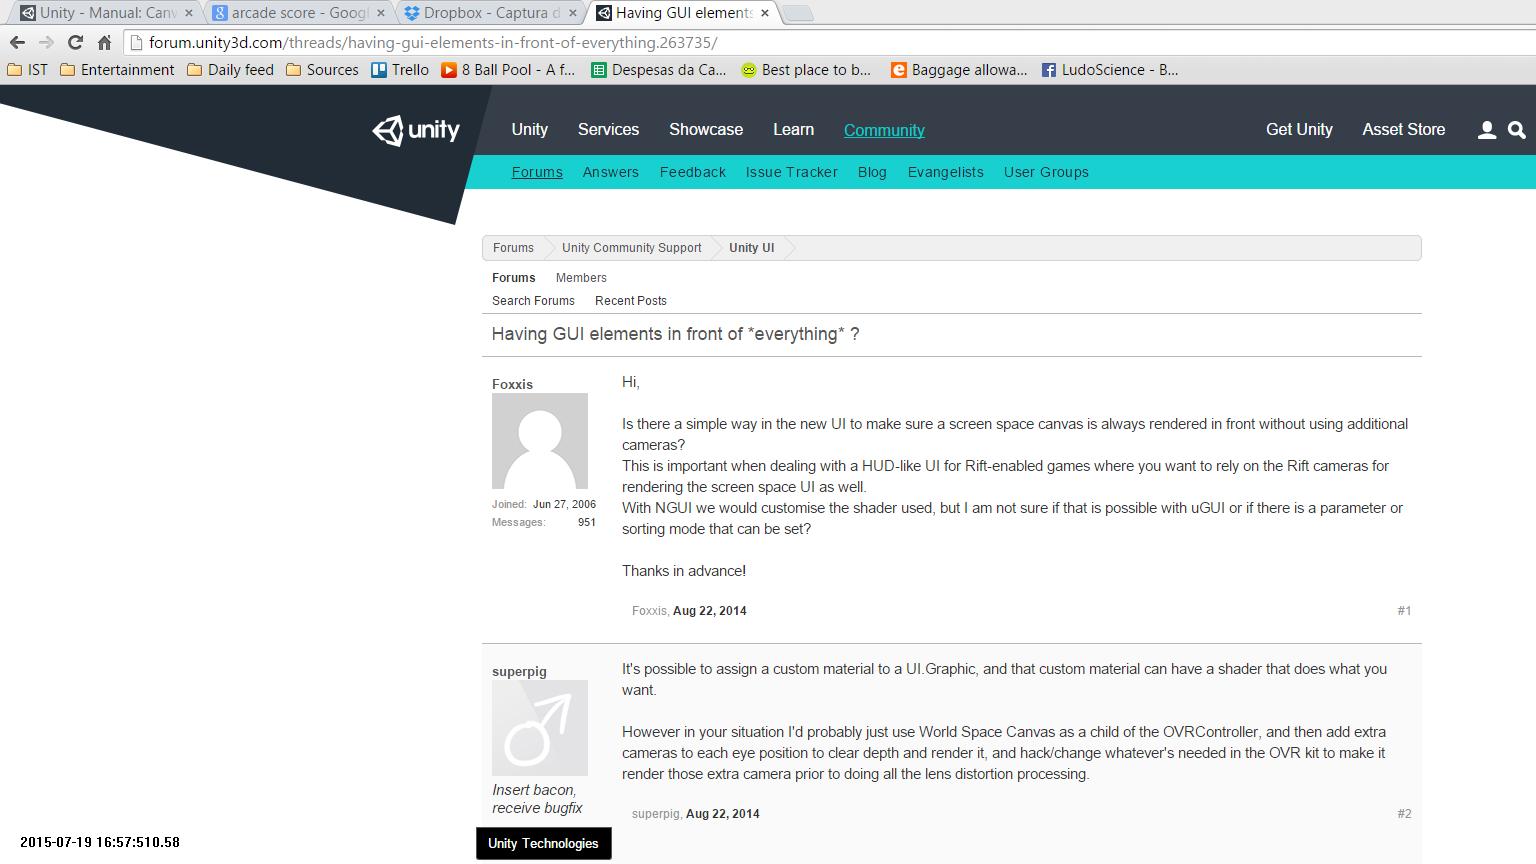 Unity - Manual: Canv
arcade score - Googl
Dropbox - Captura d
Having GUI elements
forum.unity3d.com/threads/having-gui-elements-in-front-of-everything.263735/
IST Entertainment Daily feed Sources Trello 8 Ball Pool - A f... Despesas da Ca... Best place to b... Baggage allowa... LudoScience - B...
unity Unity Services Showcase Learn Community Get Unity Asset Store
Forums Answers Feedback Issue Tracker Blog Evangelists User Groups
Forums Unity Community Support Unity UI
Forums Members
Search Forums Recent Posts
Having GUI elements in front of *everything* ?
Foxxis
Joined: Jun 27, 2006
Messages: 951
Hi,
Is there a simple way in the new UI to make sure a screen space canvas is always rendered in front without using additional
cameras?
This is important when dealing with a HUD-like UI for Rift-enabled games where you want to rely on the Rift cameras for
rendering the screen space UI as well.
With NGUI we would customise the shader used, but I am not sure if that is possible with uGUI or if there is a parameter or
sorting mode that can be set?
Thanks in advance!
Foxxis, Aug 22, 2014 #1
superpig
Insert bacon,
receive bugfix
Unity Technologies
It's possible to assign a custom material to a UI.Graphic, and that custom material can have a shader that does what you
want.
However in your situation I'd probably just use World Space Canvas as a child of the OVRController, and then add extra
cameras to each eye position to clear depth and render it, and hack/change whatever's needed in the OVR kit to make it
render those extra camera prior to doing all the lens distortion processing.
superpig, Aug 22, 2014 #2
2015-07-19 16:57:510.58